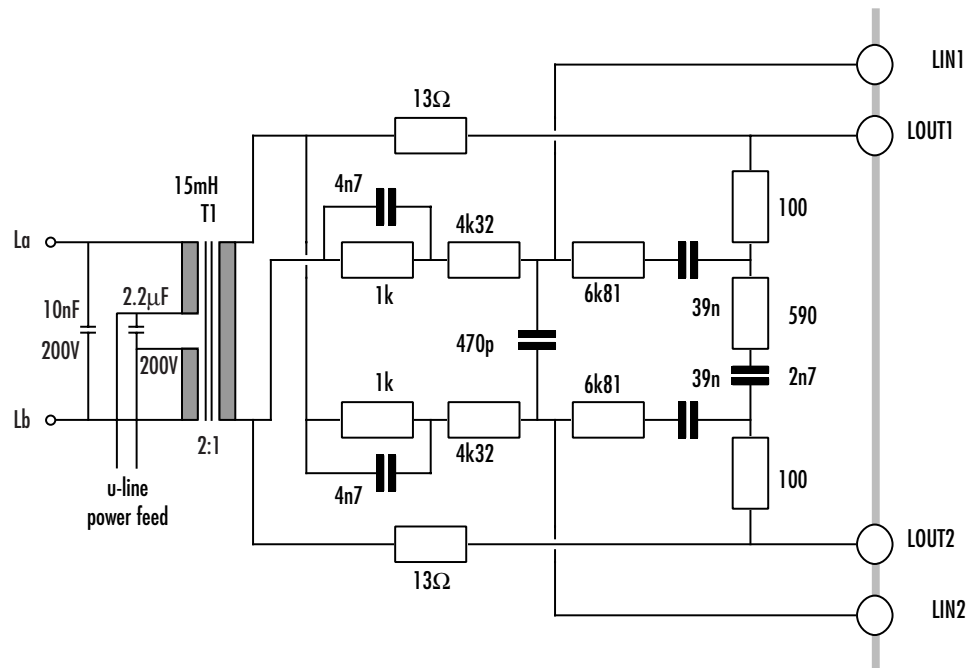 LIN1
13Ω
LOUT1
15mH
T1
4n7
4k32
100
La
10nF
200V
2.2μF
200V
1k
6k81
39n
590
470p
1k
6k81
39n
2n7
Lb
2:1
4k32
4n7
100
u-line
power feed
13Ω
LOUT2
LIN2